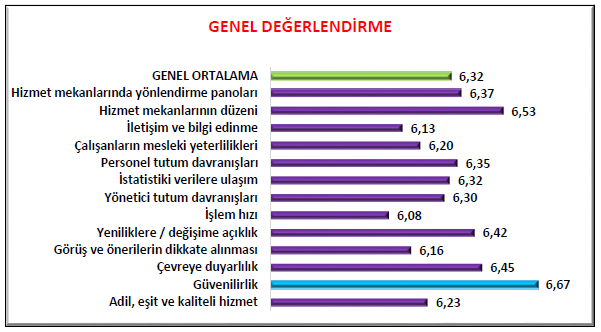 GENEL DEĞERLENDİRME
GENEL ORTALAMA 6,32
Hizmet mekanlarında yönlendirme panoları 6,37
Hizmet mekanlarının düzeni 6,53
İletişim ve bilgi edinme 6,13
Çalışanların mesleki yeterlilikleri 6,20
Personel tutum davranışları 6,35
İstatistiki verilere ulaşım 6,32
Yönetici tutum davranışları 6,30
İşlem hızı 6,08
Yeniliklere / değişime açıklık 6,42
Görüş ve önerilerin dikkate alınması 6,16
Çevreye duyarlılık 6,45
Güvenilirlik 6,67
Adil, eşit ve kaliteli hizmet 6,23